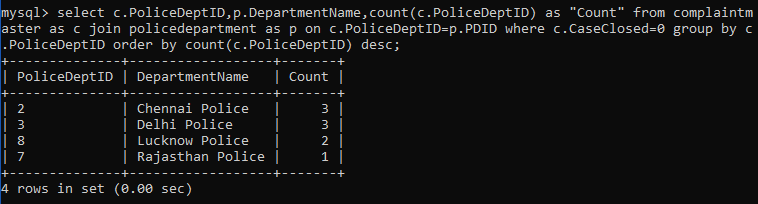 mysql> select c.PoliceDeptID,p.DepartmentName,count(c.PoliceDeptID) as "Count" from complaintm
aster as c join policedepartment as p on c.PoliceDeptID=p.PDID where c.CaseClosed=0 group by c
.PoliceDeptID order by count(c.PoliceDeptID) desc;
+--------------+------------------+-------+
| PoliceDeptID | DepartmentName   | Count |
+--------------+------------------+-------+
| 2            | Chennai Police   |     3 |
| 3            | Delhi Police     |     3 |
| 8            | Lucknow Police   |     2 |
| 7            | Rajasthan Police |     1 |
+--------------+------------------+-------+
4 rows in set (0.00 sec)